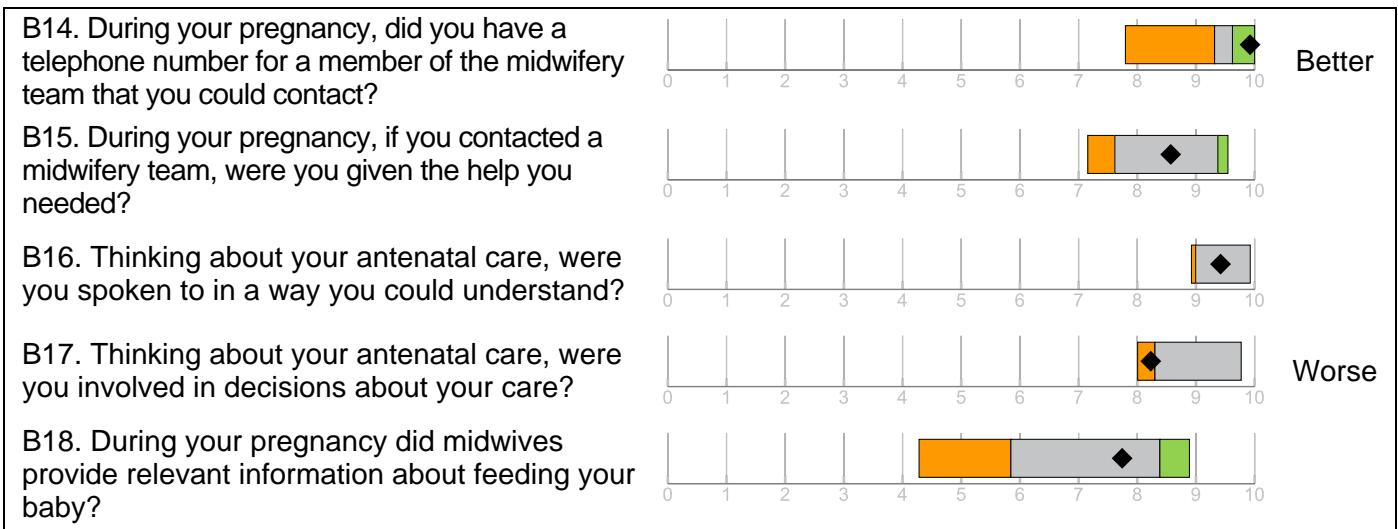 B14. During your pregnancy, did you have a
telephone number for a member of the midwifery
team that you could contact?
0 1 2 3 4 5 6 7 8 9 10
Better
B15. During your pregnancy, if you contacted a
midwifery team, were you given the help you
needed?
0 1 2 3 4 5 6 7 8 9 10
B16. Thinking about your antenatal care, were
you spoken to in a way you could understand?
0 1 2 3 4 5 6 7 8 9 10
B17. Thinking about your antenatal care, were
you involved in decisions about your care?
0 1 2 3 4 5 6 7 8 9 10
Worse
B18. During your pregnancy did midwives
provide relevant information about feeding your
baby?
0 1 2 3 4 5 6 7 8 9 10